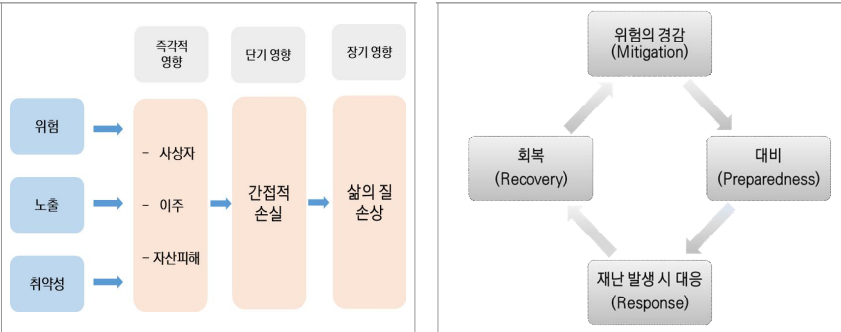 즉각적
영향
단기 영향
장기 영향
위험
노출
취약성
- 사상자
- 이주
- 자산피해
간접적
손실
삶의 질
손상
위험의 경감
(Mitigation)
대비
(Preparedness)
재난 발생 시 대응
(Response)
회복
(Recovery)